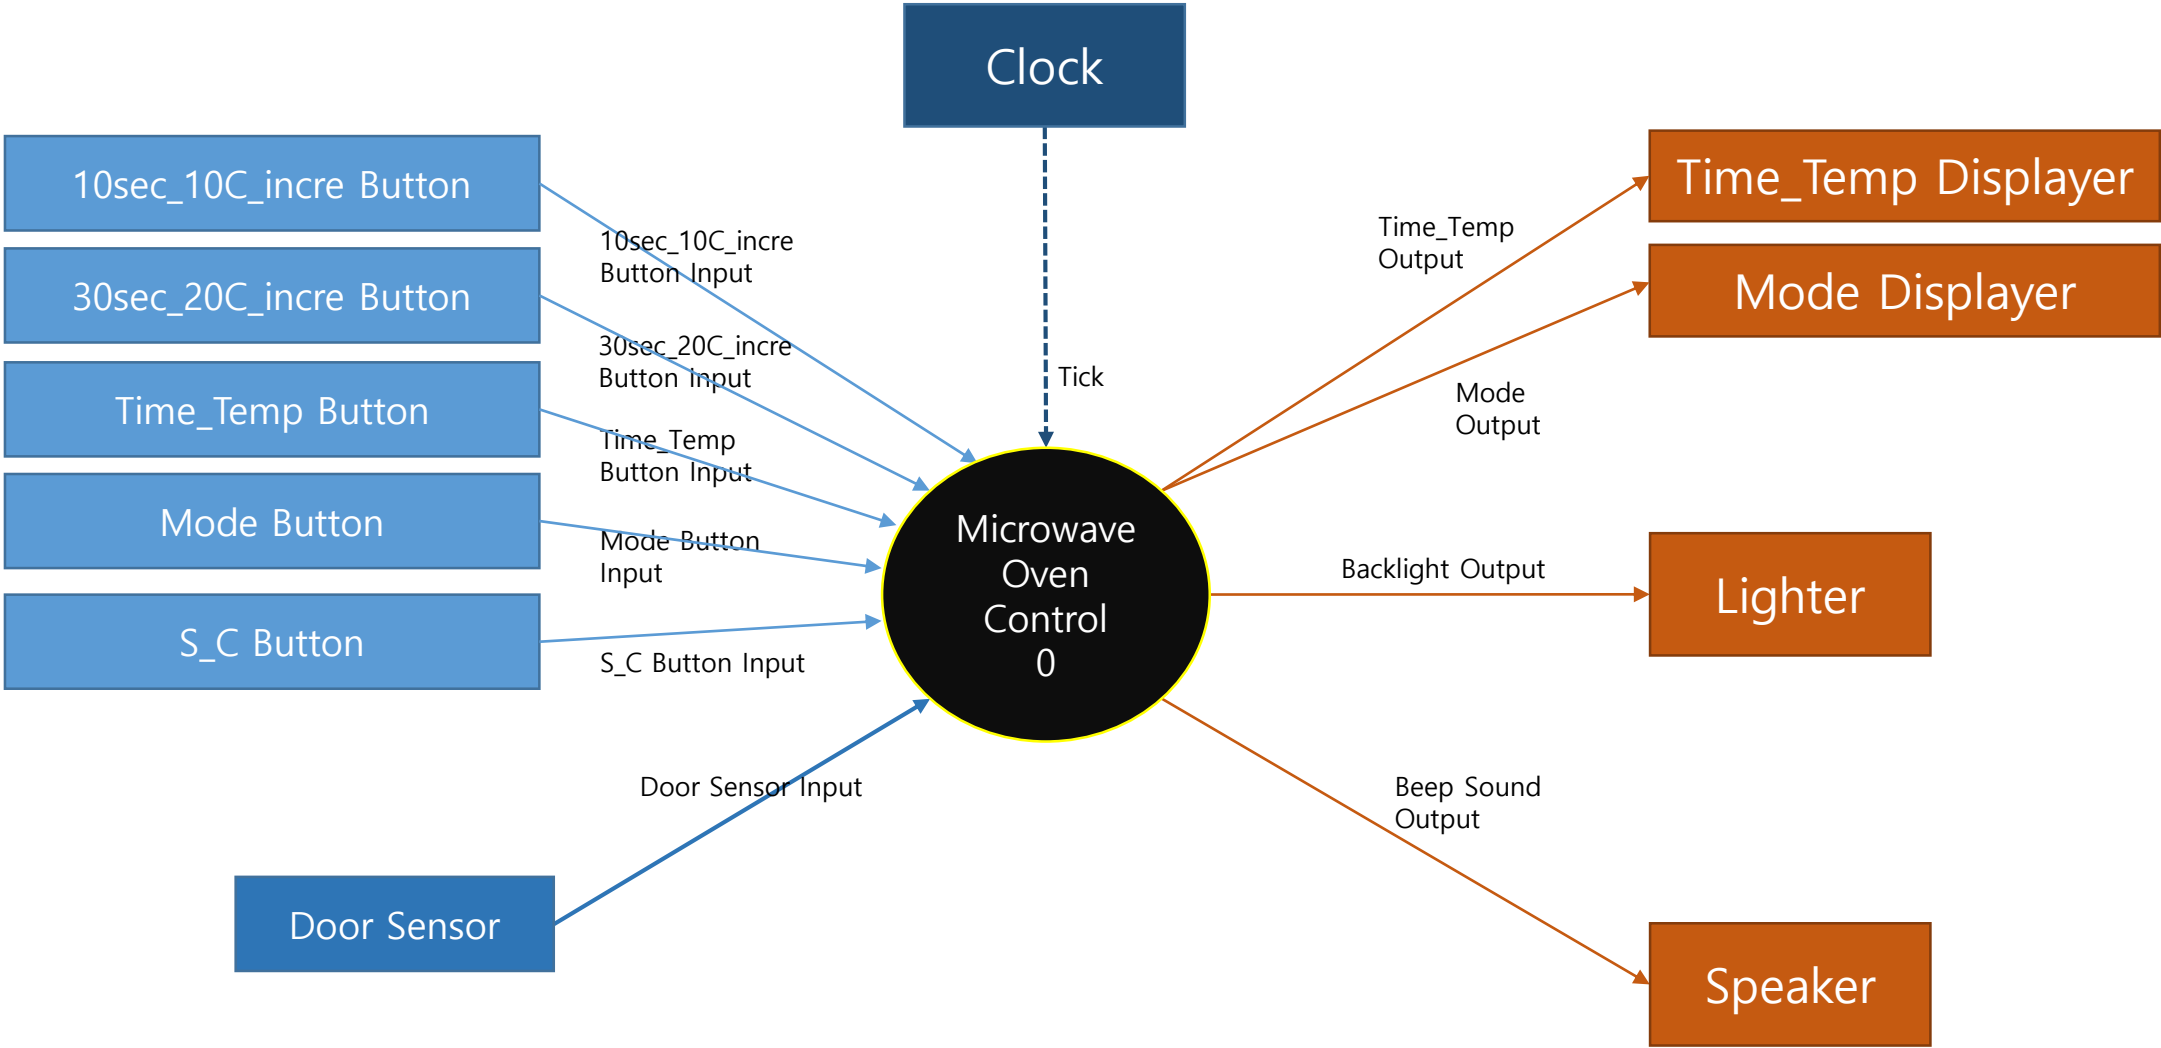 Clock
10sec_10C_incre Button
30sec_20C_incre Button
Time_Temp Button
Mode Button
S_C Button
Door Sensor
10sec_10C_incre
Button Input
30sec_20C_incre
Button Input
Time_Temp
Button Input
Mode Button
Input
S_C Button Input
Door Sensor Input
Tick
Microwave
Oven
Control
0
Time_Temp
Output
Mode
Output
Backlight Output
Beep Sound
Output
Time_Temp Displayer
Mode Displayer
Lighter
Speaker